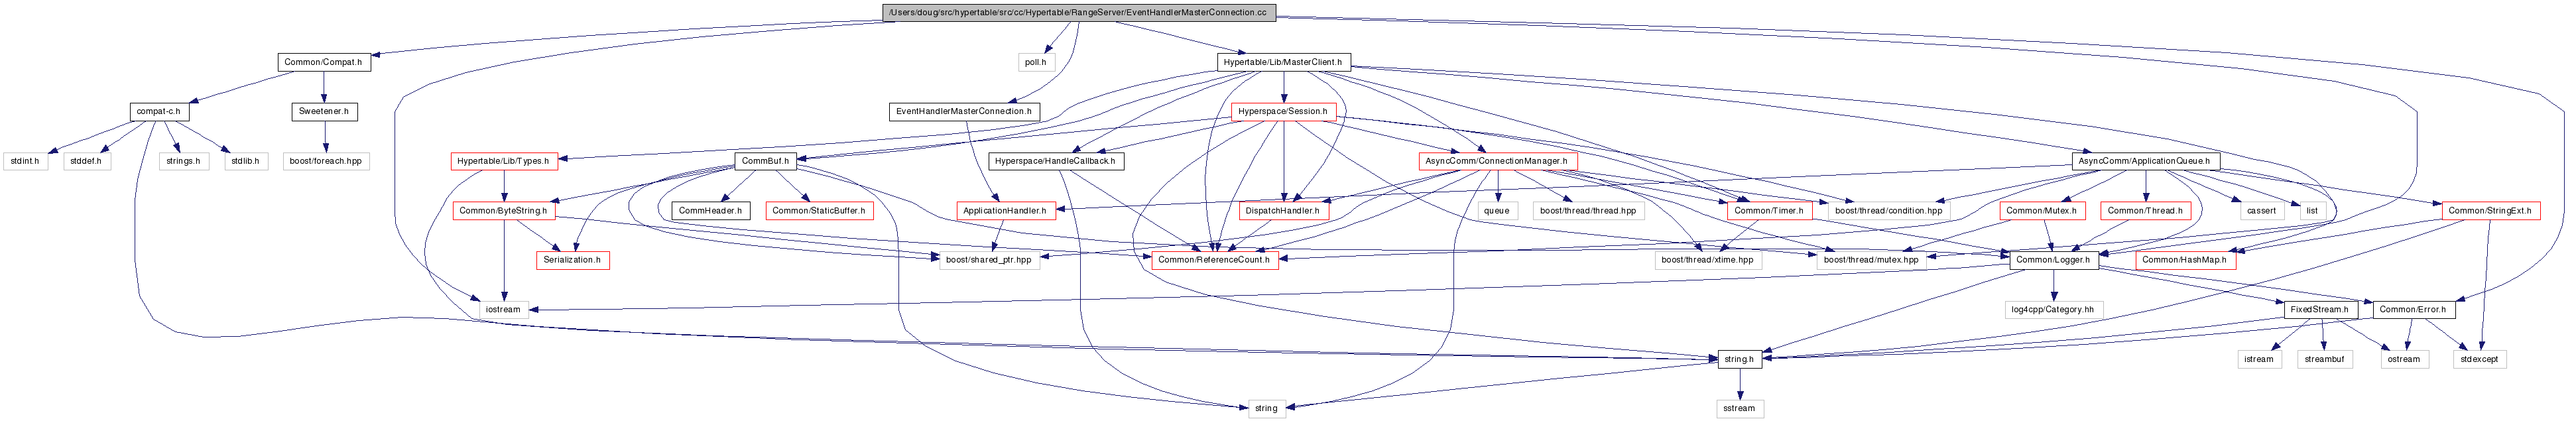 /Users/doug/src/hypertable/src/cc/Hypertable/RangeServer/EventHandlerMasterConnection.cc
Common/Compat.h
poll.h
Hypertable/Lib/MasterClient.h
compat-c.h
Sweetener.h
EventHandlerMasterConnection.h
Hyperspace/Session.h
stdint.h
stddef.h
strings.h
stdlib.h
boost/foreach.hpp
Hypertable/Lib/Types.h
CommBuf.h
Hyperspace/HandleCallback.h
AsyncComm/ConnectionManager.h
AsyncComm/ApplicationQueue.h
Common/ByteString.h
CommHeader.h
Common/StaticBuffer.h
ApplicationHandler.h
DispatchHandler.h
queue
boost/thread/thread.hpp
Common/Timer.h
boost/thread/condition.hpp
Common/Mutex.h
Common/Thread.h
cassert
list
Common/StringExt.h
Serialization.h
boost/shared_ptr.hpp
Common/ReferenceCount.h
boost/thread/xtime.hpp
boost/thread/mutex.hpp
Common/Logger.h
Common/HashMap.h
iostream
log4cpp/Category.hh
FixedStream.h
Common/Error.h
string.h
istream
streambuf
ostream
stdexcept
string
sstream